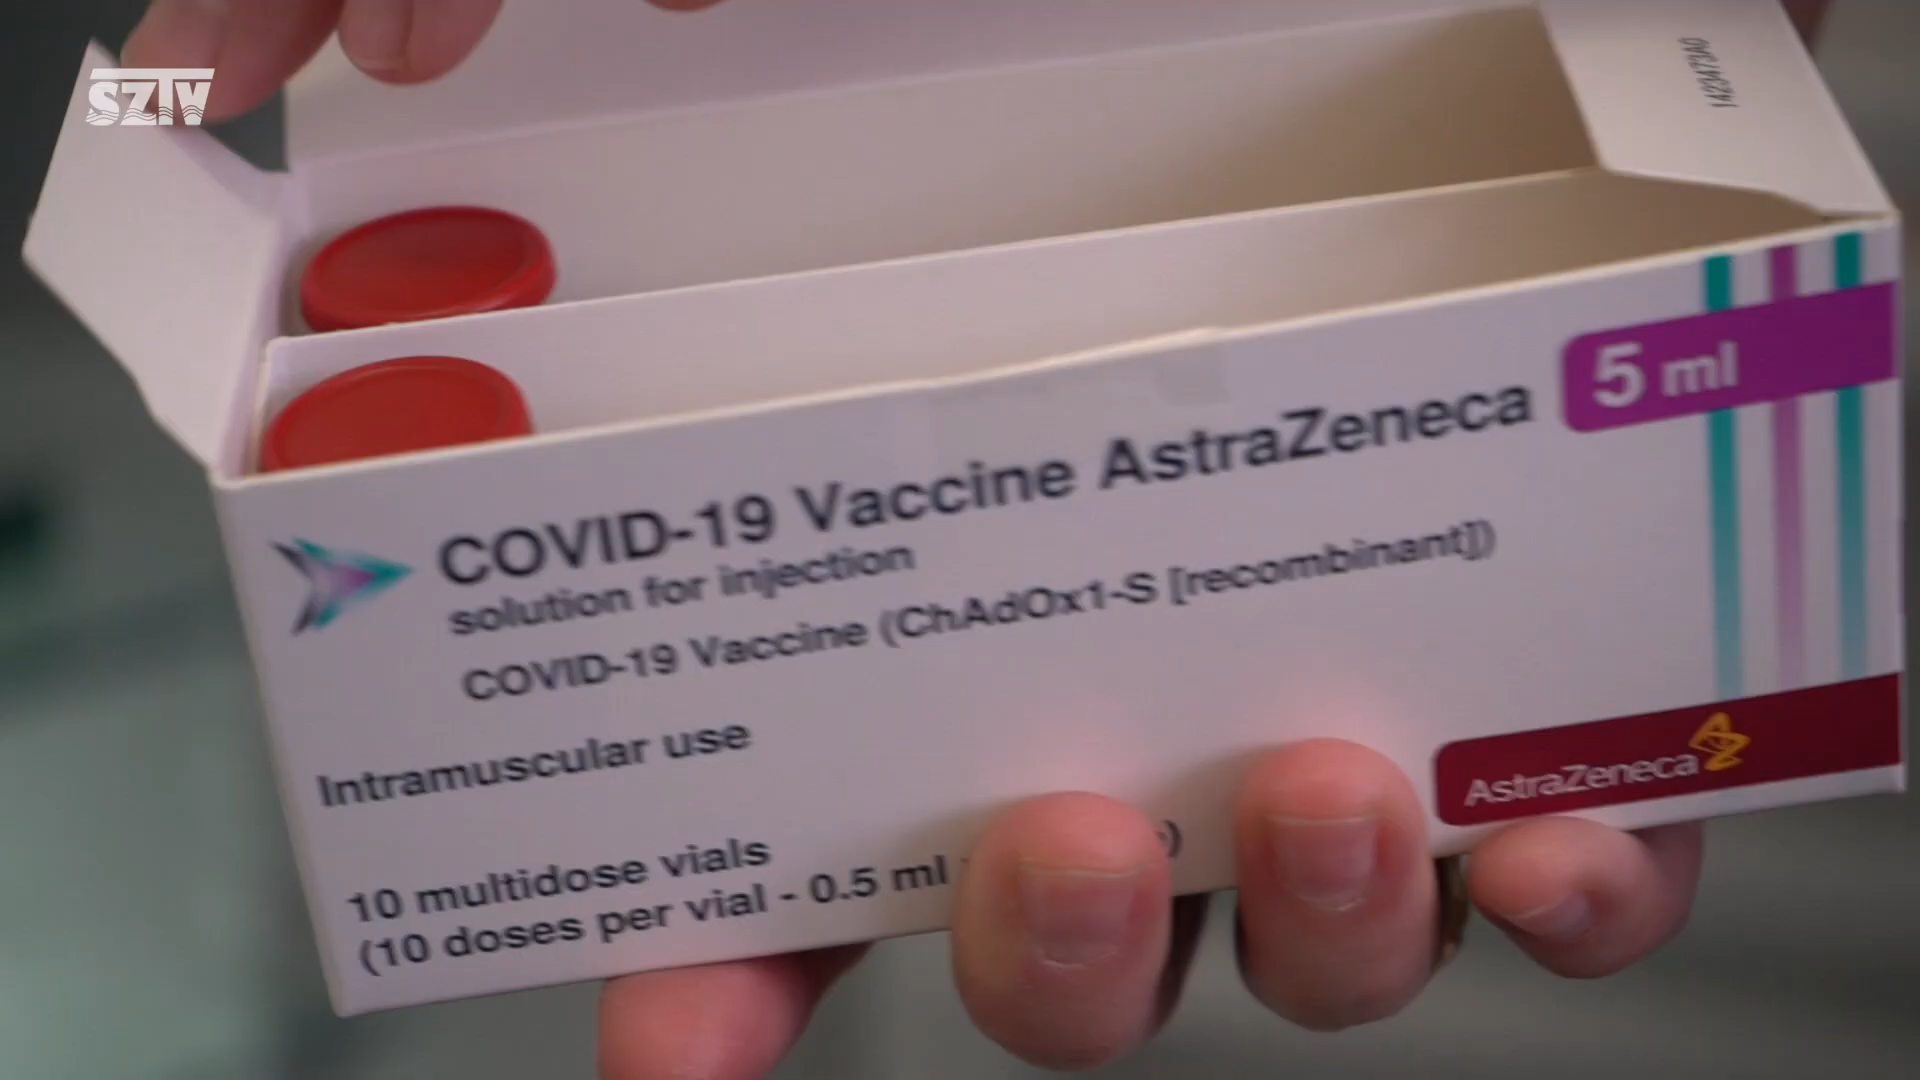 SZTV
1423473A0
COVID-19 Vaccine AstraZeneca
5 ml
solution for injection
COVID-19 Vaccine (ChAdOx1-S [recombinant])
Intramuscular use
AstraZeneca
10 multidose vials
(10 doses per vial - 0.5 ml )